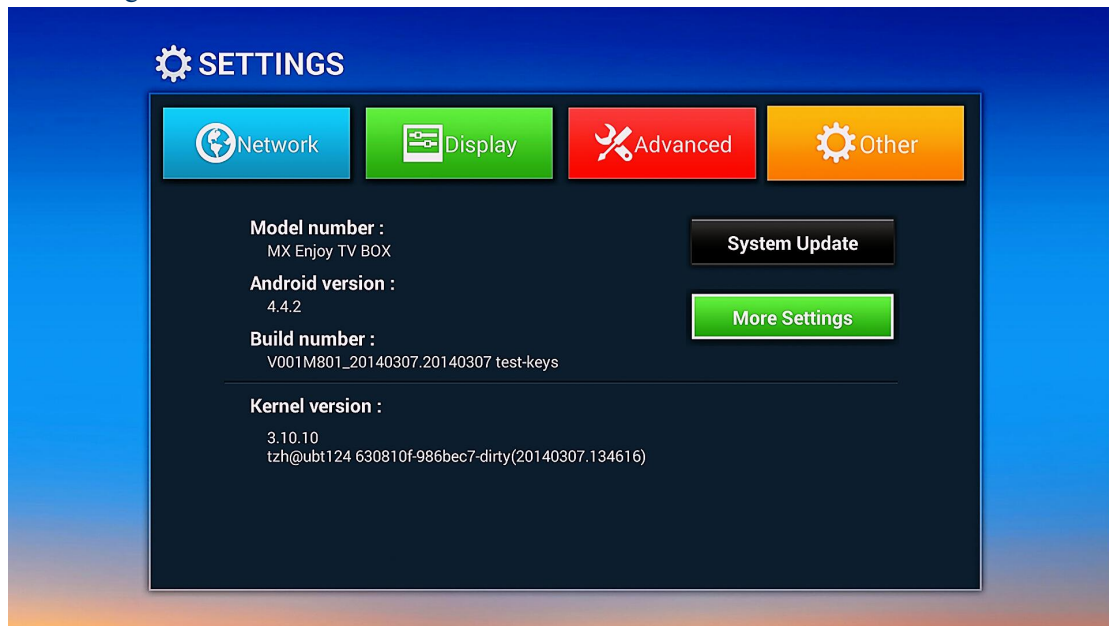 SETTINGS
Network
Display
Advanced
Other
Model number :
MX Enjoy TV BOX
System Update
Android version :
4.4.2
More Settings
Build number :
V001M801_20140307.20140307 test-keys
Kernel version :
3.10.10
tzh@ubt124 630810f-986bec7-dirty(20140307.134616)